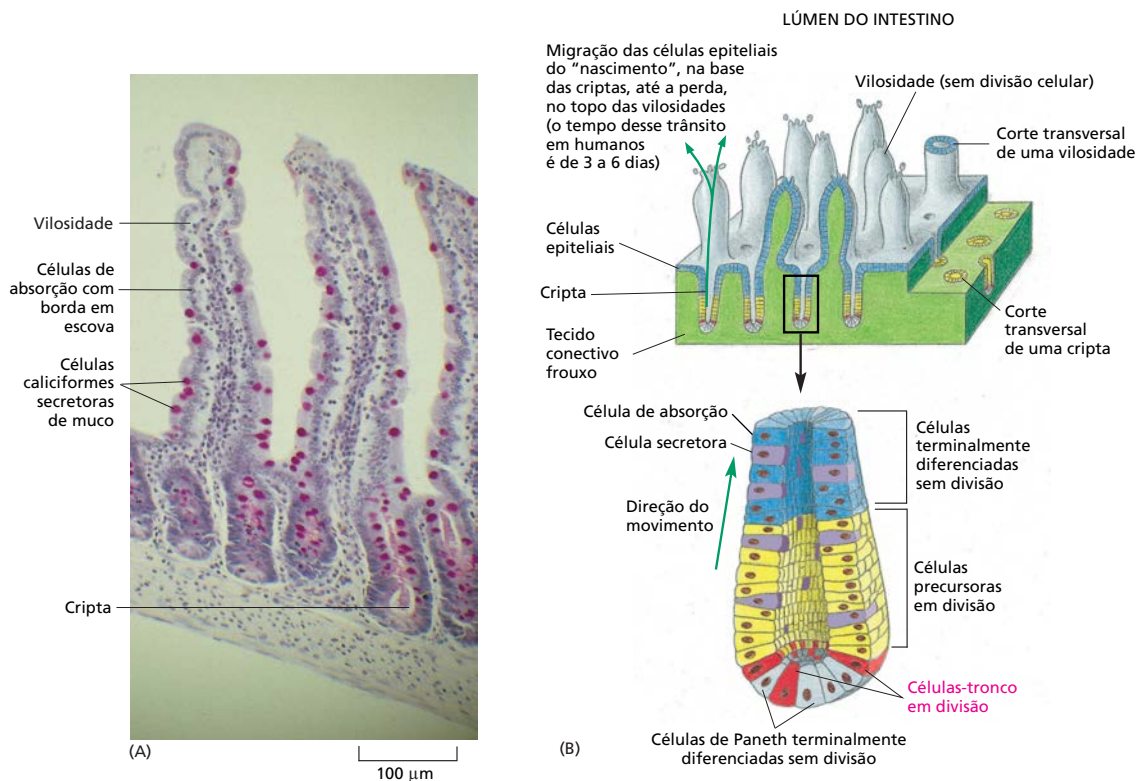 Vilosidade
Células de
absorção com
borda em
escova
Células
caliciformes
secretoras
de muco
Cripta
(A)
100 μm
LÚMEN DO INTESTINO
Migração das células epiteliais
do “nascimento”, na base
das criptas, até a perda,
no topo das vilosidades
(o tempo desse trânsito
em humanos
é de 3 a 6 dias)
Vilosidade (sem divisão celular)
Corte transversal
de uma vilosidade
Células
epiteliais
Cripta
Tecido
conectivo
frouxo
Corte
transversal
de uma cripta
Célula de absorção
Célula secretora
Direção do
movimento
Células
terminalmente
diferenciadas
sem divisão
Células
precursoras
em divisão
Células-tronco
em divisão
Células de Paneth terminalmente
diferenciadas sem divisão
(B)